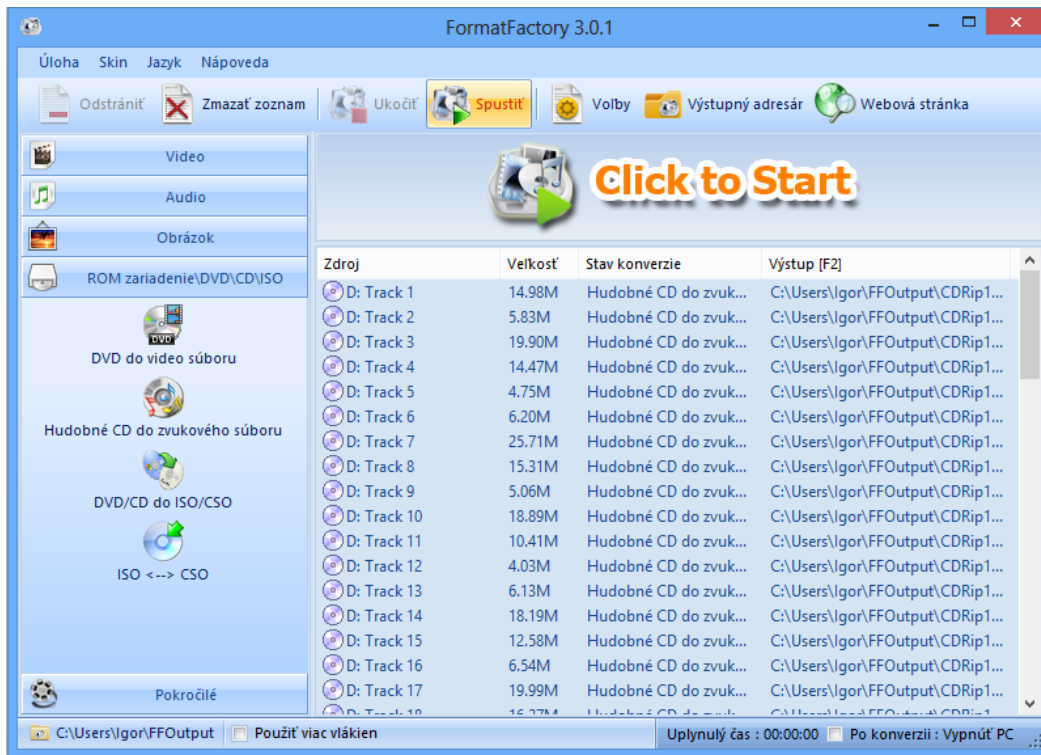 FormatFactory 3.0.1
Úloha Skin Jazyk Nápoveda
Odstrániť Zmazať zoznam Ukočiť Spustiť Voľby Výstupný adresár Webová stránka
Video
Audio
Obrázok
ROM zariadenie\DVD\CD\ISO
DVD
DVD do video súboru
Hudobné CD do zvukového súboru
DVD/CD do ISO/CSO
ISO <--> CSO
Pokročilé
Click to Start
Zdroj Veľkosť Stav konverzie Výstup [F2]
D: Track 1 14.98M Hudobné CD do zvuk... C:\Users\Igor\FFOutput\CDRip1...
D: Track 2 5.83M Hudobné CD do zvuk... C:\Users\Igor\FFOutput\CDRip1...
D: Track 3 19.90M Hudobné CD do zvuk... C:\Users\Igor\FFOutput\CDRip1...
D: Track 4 14.47M Hudobné CD do zvuk... C:\Users\Igor\FFOutput\CDRip1...
D: Track 5 4.75M Hudobné CD do zvuk... C:\Users\Igor\FFOutput\CDRip1...
D: Track 6 6.20M Hudobné CD do zvuk... C:\Users\Igor\FFOutput\CDRip1...
D: Track 7 25.71M Hudobné CD do zvuk... C:\Users\Igor\FFOutput\CDRip1...
D: Track 8 15.31M Hudobné CD do zvuk... C:\Users\Igor\FFOutput\CDRip1...
D: Track 9 5.06M Hudobné CD do zvuk... C:\Users\Igor\FFOutput\CDRip1...
D: Track 10 18.89M Hudobné CD do zvuk... C:\Users\Igor\FFOutput\CDRip1...
D: Track 11 10.41M Hudobné CD do zvuk... C:\Users\Igor\FFOutput\CDRip1...
D: Track 12 4.03M Hudobné CD do zvuk... C:\Users\Igor\FFOutput\CDRip1...
D: Track 13 6.13M Hudobné CD do zvuk... C:\Users\Igor\FFOutput\CDRip1...
D: Track 14 18.19M Hudobné CD do zvuk... C:\Users\Igor\FFOutput\CDRip1...
D: Track 15 12.58M Hudobné CD do zvuk... C:\Users\Igor\FFOutput\CDRip1...
D: Track 16 6.54M Hudobné CD do zvuk... C:\Users\Igor\FFOutput\CDRip1...
D: Track 17 19.99M Hudobné CD do zvuk... C:\Users\Igor\FFOutput\CDRip1...
D: Track 18 Hudobné CD do zvuk... C:\Users\Igor\FFOutput\CDRip1...
C:\Users\Igor\FFOutput Použiť viac vlákien Uplynulý čas : 00:00:00 Po konverzii : Vypnúť PC